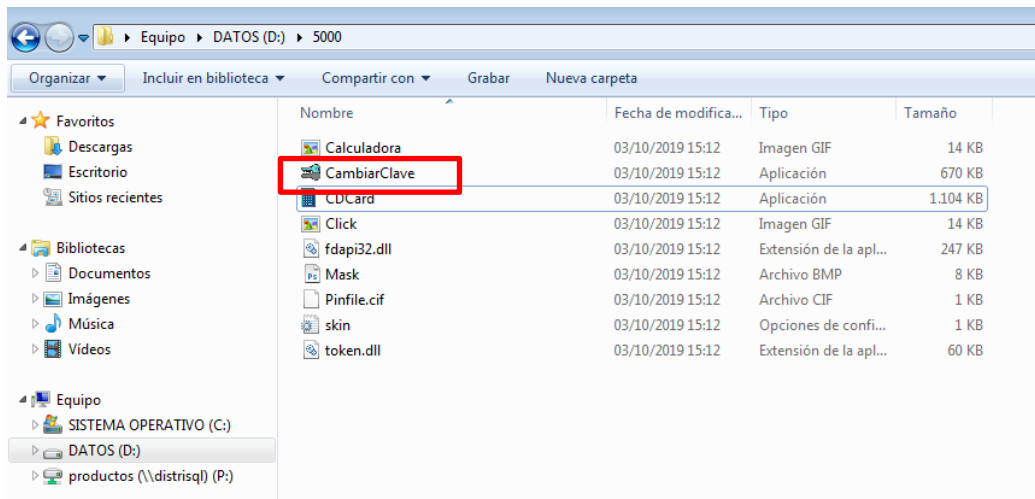 Equipo DATOS (D:) 5000
Organizar Incluir en biblioteca Compartir con Grabar Nueva carpeta
Favoritos
Descargas
Escritorio
Sitios recientes
Bibliotecas
Documentos
Imágenes
Música
Vídeos
Equipo
SISTEMA OPERATIVO (C:)
DATOS (D:)
productos (\\distrisql) (P:)
Nombre Fecha de modifica... Tipo Tamaño
Calculadora 03/10/2019 15:12 Imagen GIF 14 KB
CambiarClave 03/10/2019 15:12 Aplicación 670 KB
CDCard 03/10/2019 15:12 Aplicación 1.104 KB
Click 03/10/2019 15:12 Imagen GIF 14 KB
fdapi32.dll 03/10/2019 15:12 Extensión de la apl... 247 KB
Mask 03/10/2019 15:12 Archivo BMP 8 KB
Pinfile.cif 03/10/2019 15:12 Archivo CIF 1 KB
skin 03/10/2019 15:12 Opciones de confi... 1 KB
token.dll 03/10/2019 15:12 Extensión de la apl... 60 KB